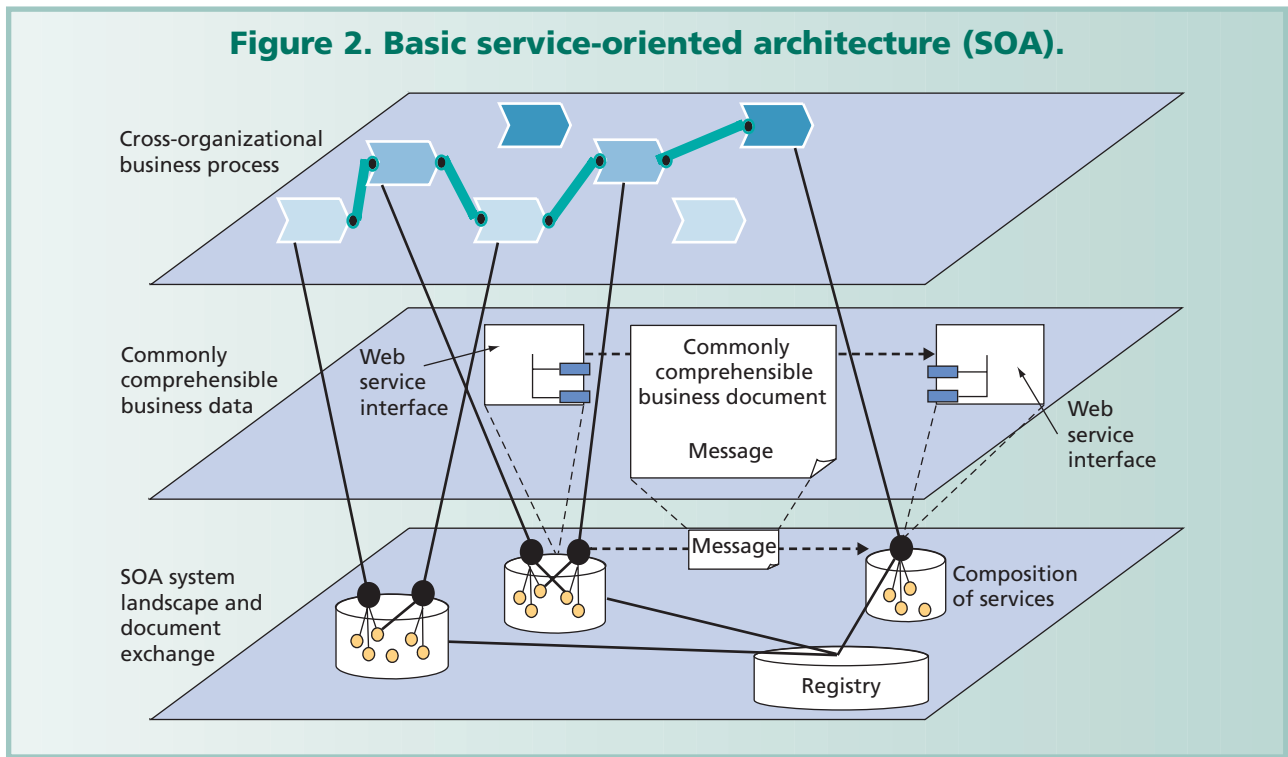 Figure 2. Basic service-oriented architecture (SOA).
Cross-organizational
business process
Commonly
comprehensible
business data
Web
service
interface
Commonly
comprehensible
business document
Message
Web
service
interface
SOA system
landscape and
document
exchange
Message
Composition
of services
Registry